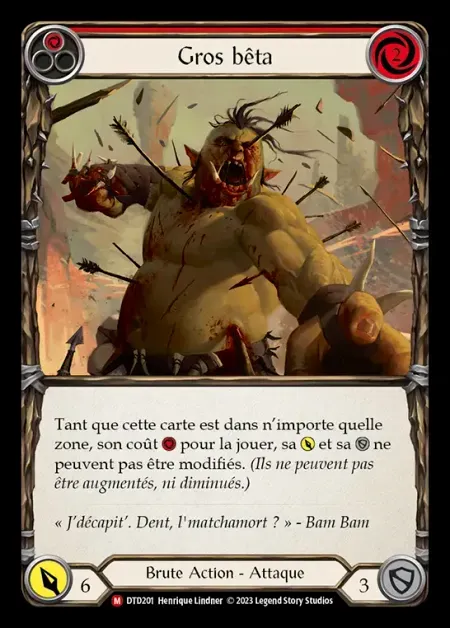 Gros bêta
2
Tant que cette carte est dans n'importe quelle
zone, son coût pour la jouer, sa et sa ne
peuvent pas être modifiés. (Ils ne peuvent pas
être augmentés, ni diminués.)
« J'décapit'. Dent, l'matchamort ? » - Bam Bam
6
Brute Action - Attaque
3
M DTD201 Henrique Lindner © 2023 Legend Story Studios